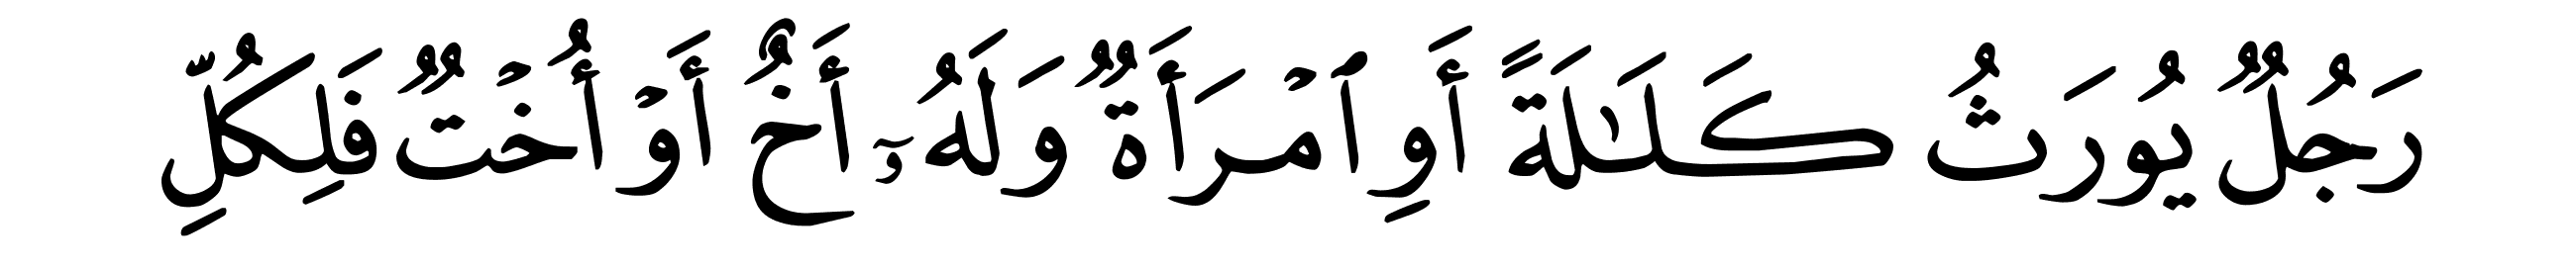 رَجُلٌۭ يُورَثُ كَلَـٰلَةً أَوِ ٱمْرَأَةٌۭ وَلَهُۥٓ أَخٌ أَوْ أُخْتٌۭ فَلِكُلِّ